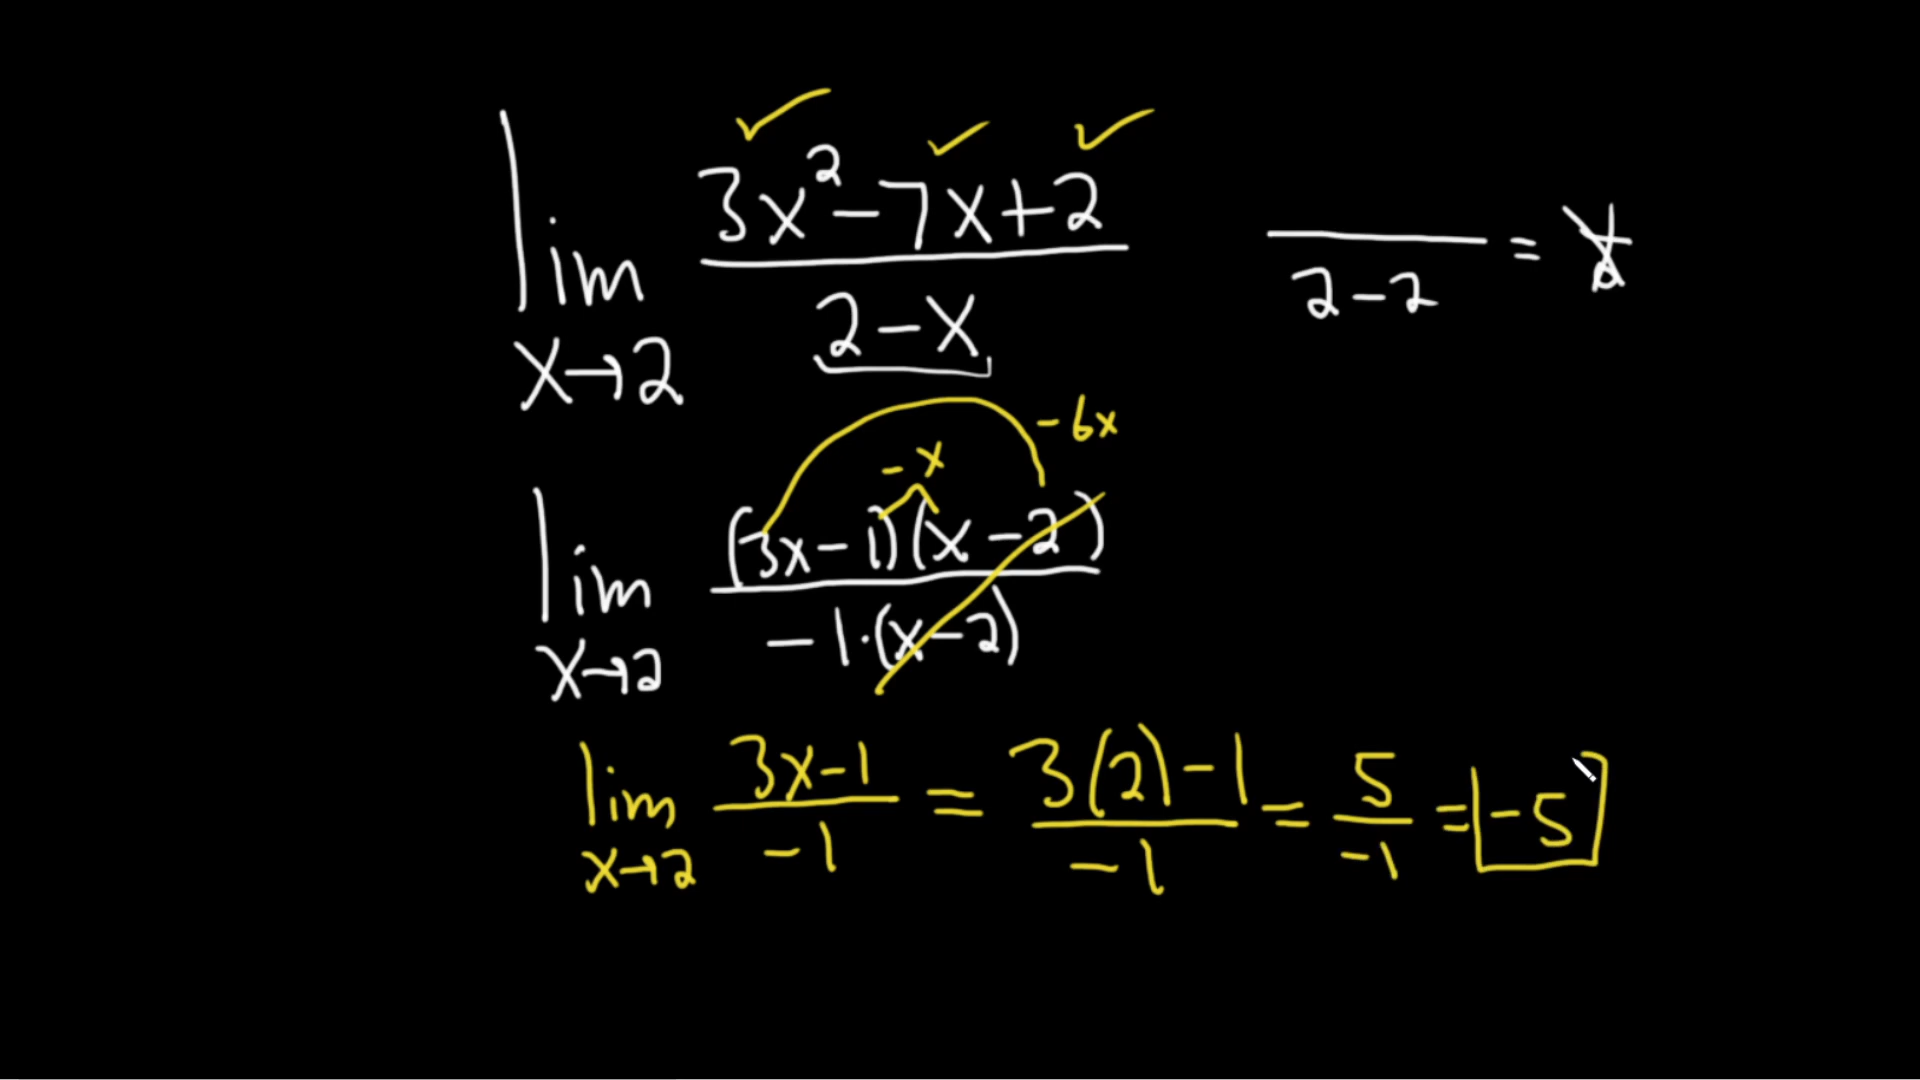 lim x→2 (3x² - 7x + 2)/(2 - x)
/(2 - 2) =
- 6x
- x
lim x→2 ((3x - 1)(x - 2))/(-1·(x - 2))
lim x→2 (3x - 1)/(-1) = (3(2) - 1)/(-1) = 5/(-1) = -5